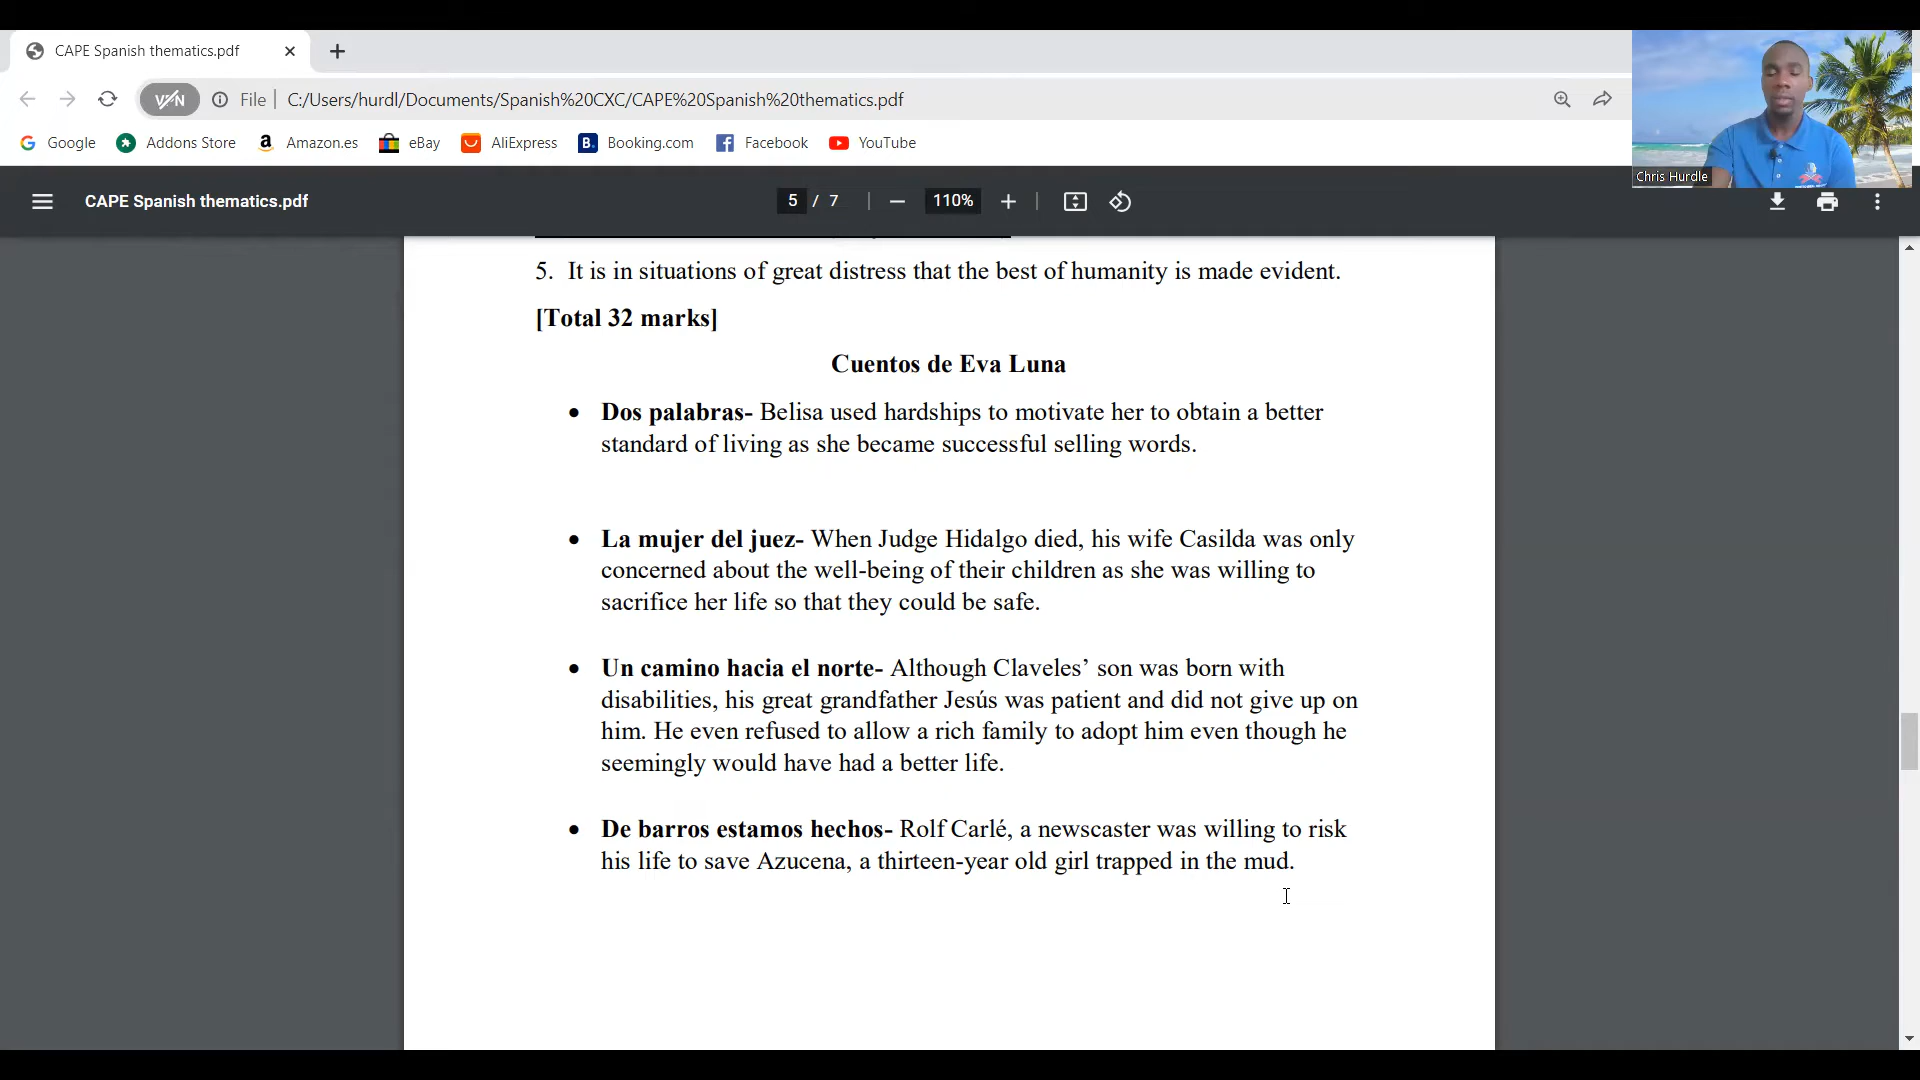 CAPE Spanish thematics.pdf
File
C:/Users/hurdl/Documents/Spanish%20CXC/CAPE%20Spanish%20thematics.pdf
Google
Addons Store
Amazon.es
eBay
AliExpress
Booking.com
Facebook
YouTube
Chris Hurdle
CAPE Spanish thematics.pdf
5 / 7
110%
5. It is in situations of great distress that the best of humanity is made evident.
[Total 32 marks]
Cuentos de Eva Luna
• Dos palabras- Belisa used hardships to motivate her to obtain a better
standard of living as she became successful selling words.
• La mujer del juez- When Judge Hidalgo died, his wife Casilda was only
concerned about the well-being of their children as she was willing to
sacrifice her life so that they could be safe.
• Un camino hacia el norte- Although Claveles’ son was born with
disabilities, his great grandfather Jesús was patient and did not give up on
him. He even refused to allow a rich family to adopt him even though he
seemingly would have had a better life.
• De barros estamos hechos- Rolf Carlé, a newscaster was willing to risk
his life to save Azucena, a thirteen-year old girl trapped in the mud.